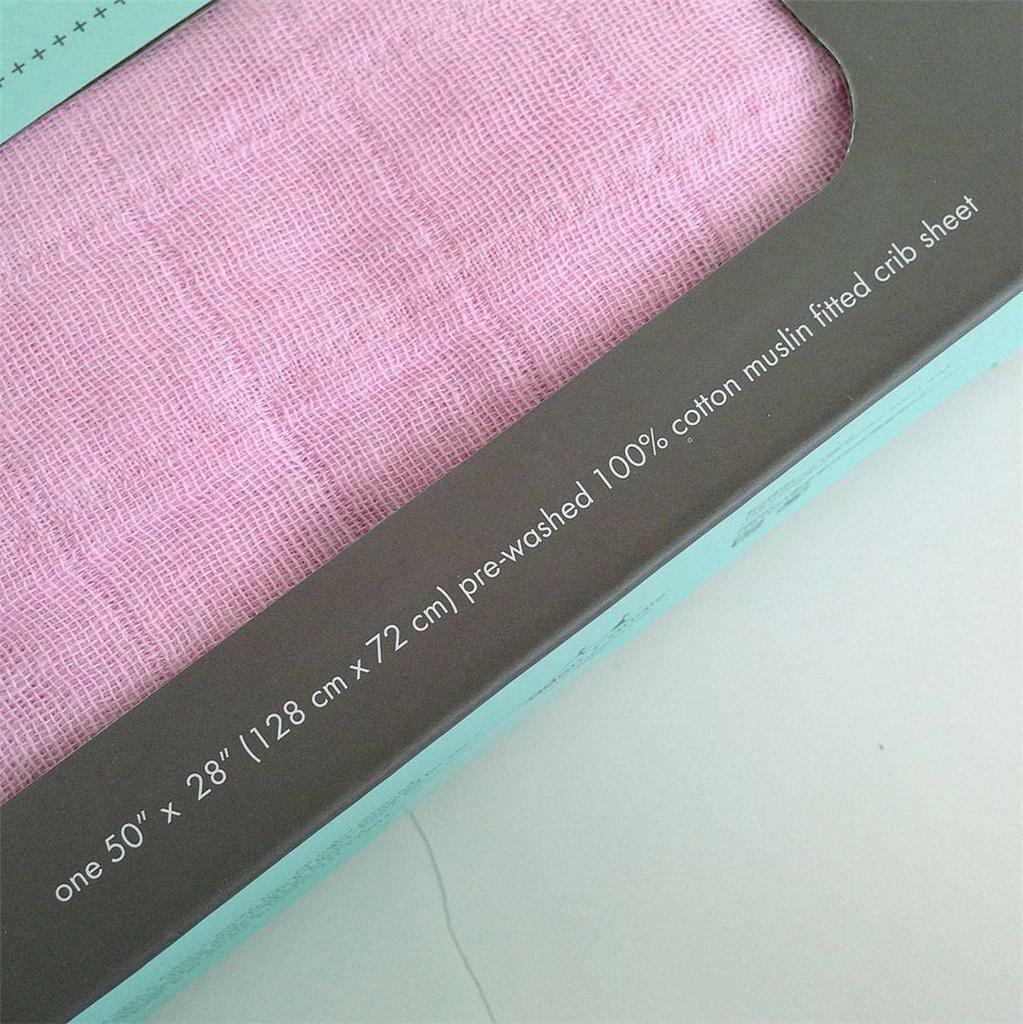 one 50" x 28" (128 cm x 72 cm) pre-washed 100% cotton muslin fitted crib sheet